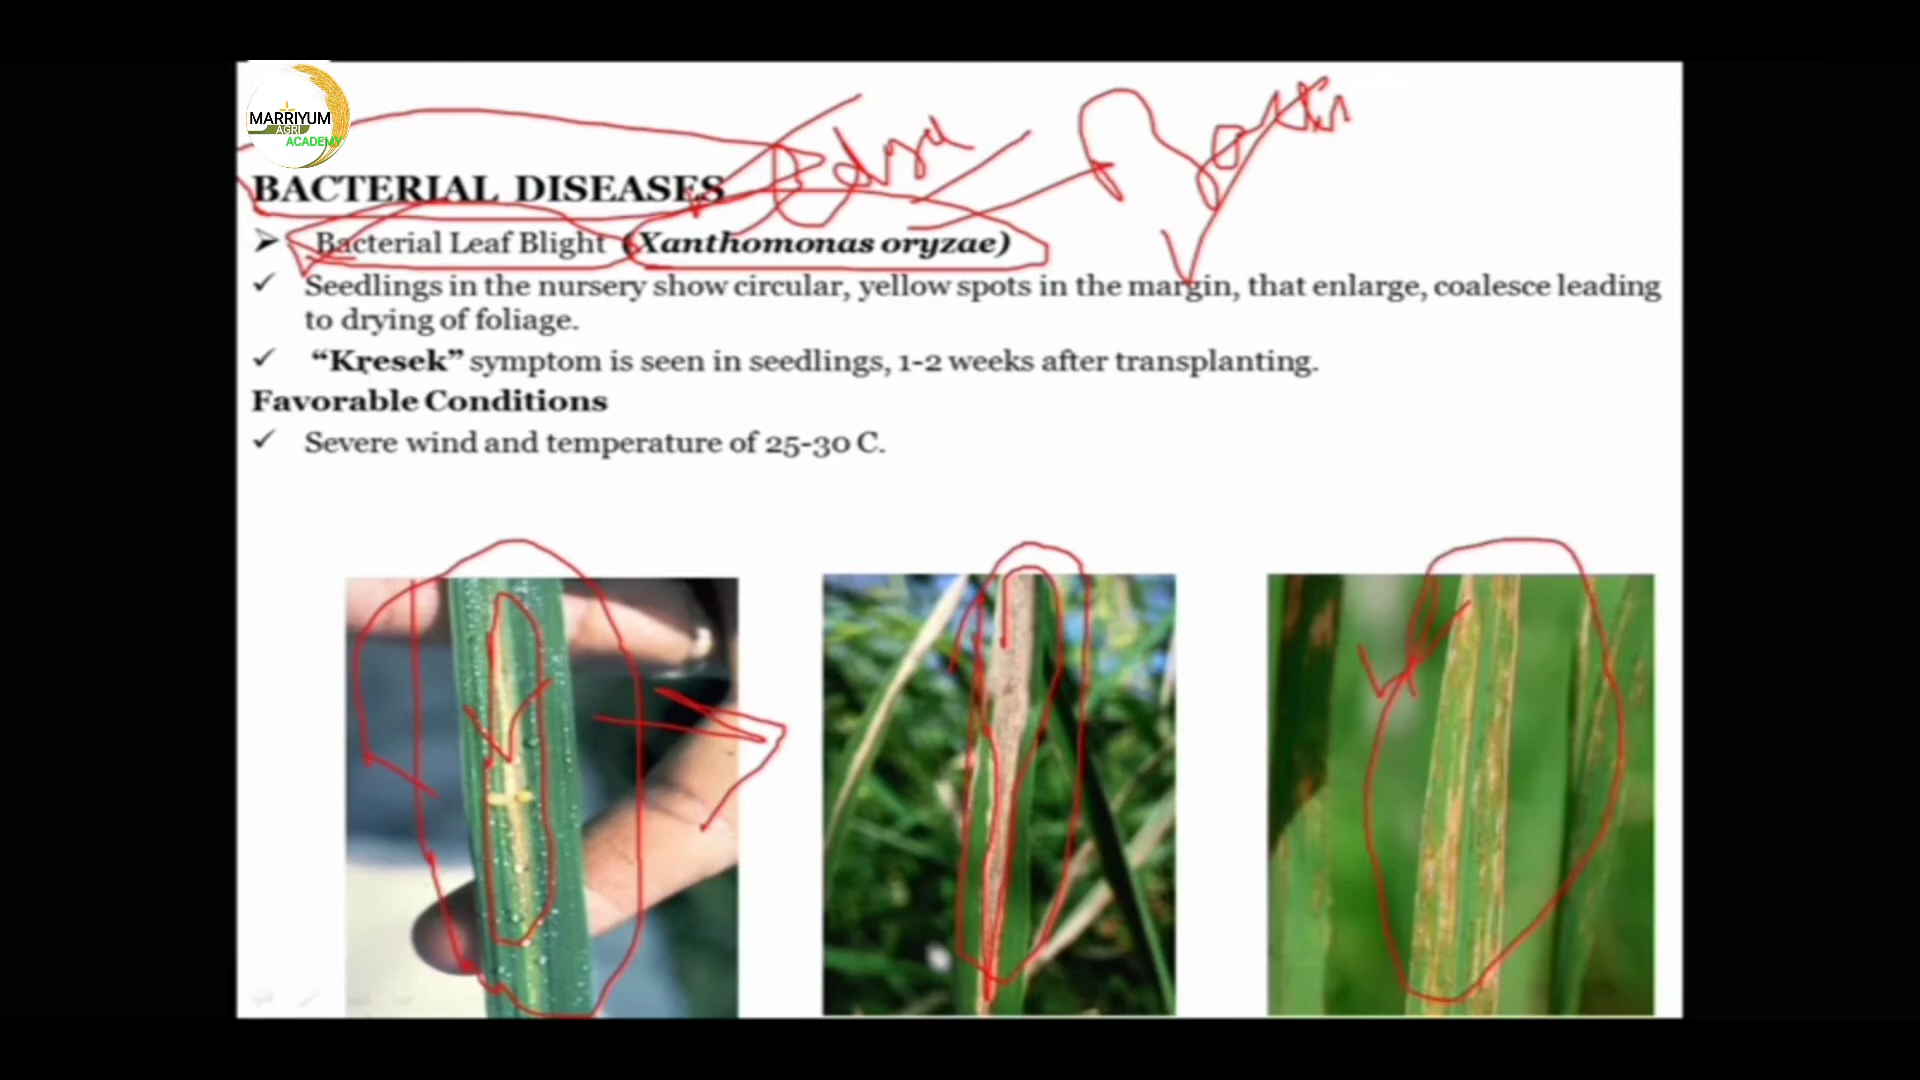 MARRIYUM
AGRI
ACADEMY
BACTERIAL DISEASES
➢ Bacterial Leaf Blight (Xanthomonas oryzae)
✓ Seedlings in the nursery show circular, yellow spots in the margin, that enlarge, coalesce leading
to drying of foliage.
✓ “Kresek” symptom is seen in seedlings, 1-2 weeks after transplanting.
Favorable Conditions
✓ Severe wind and temperature of 25-30 C.